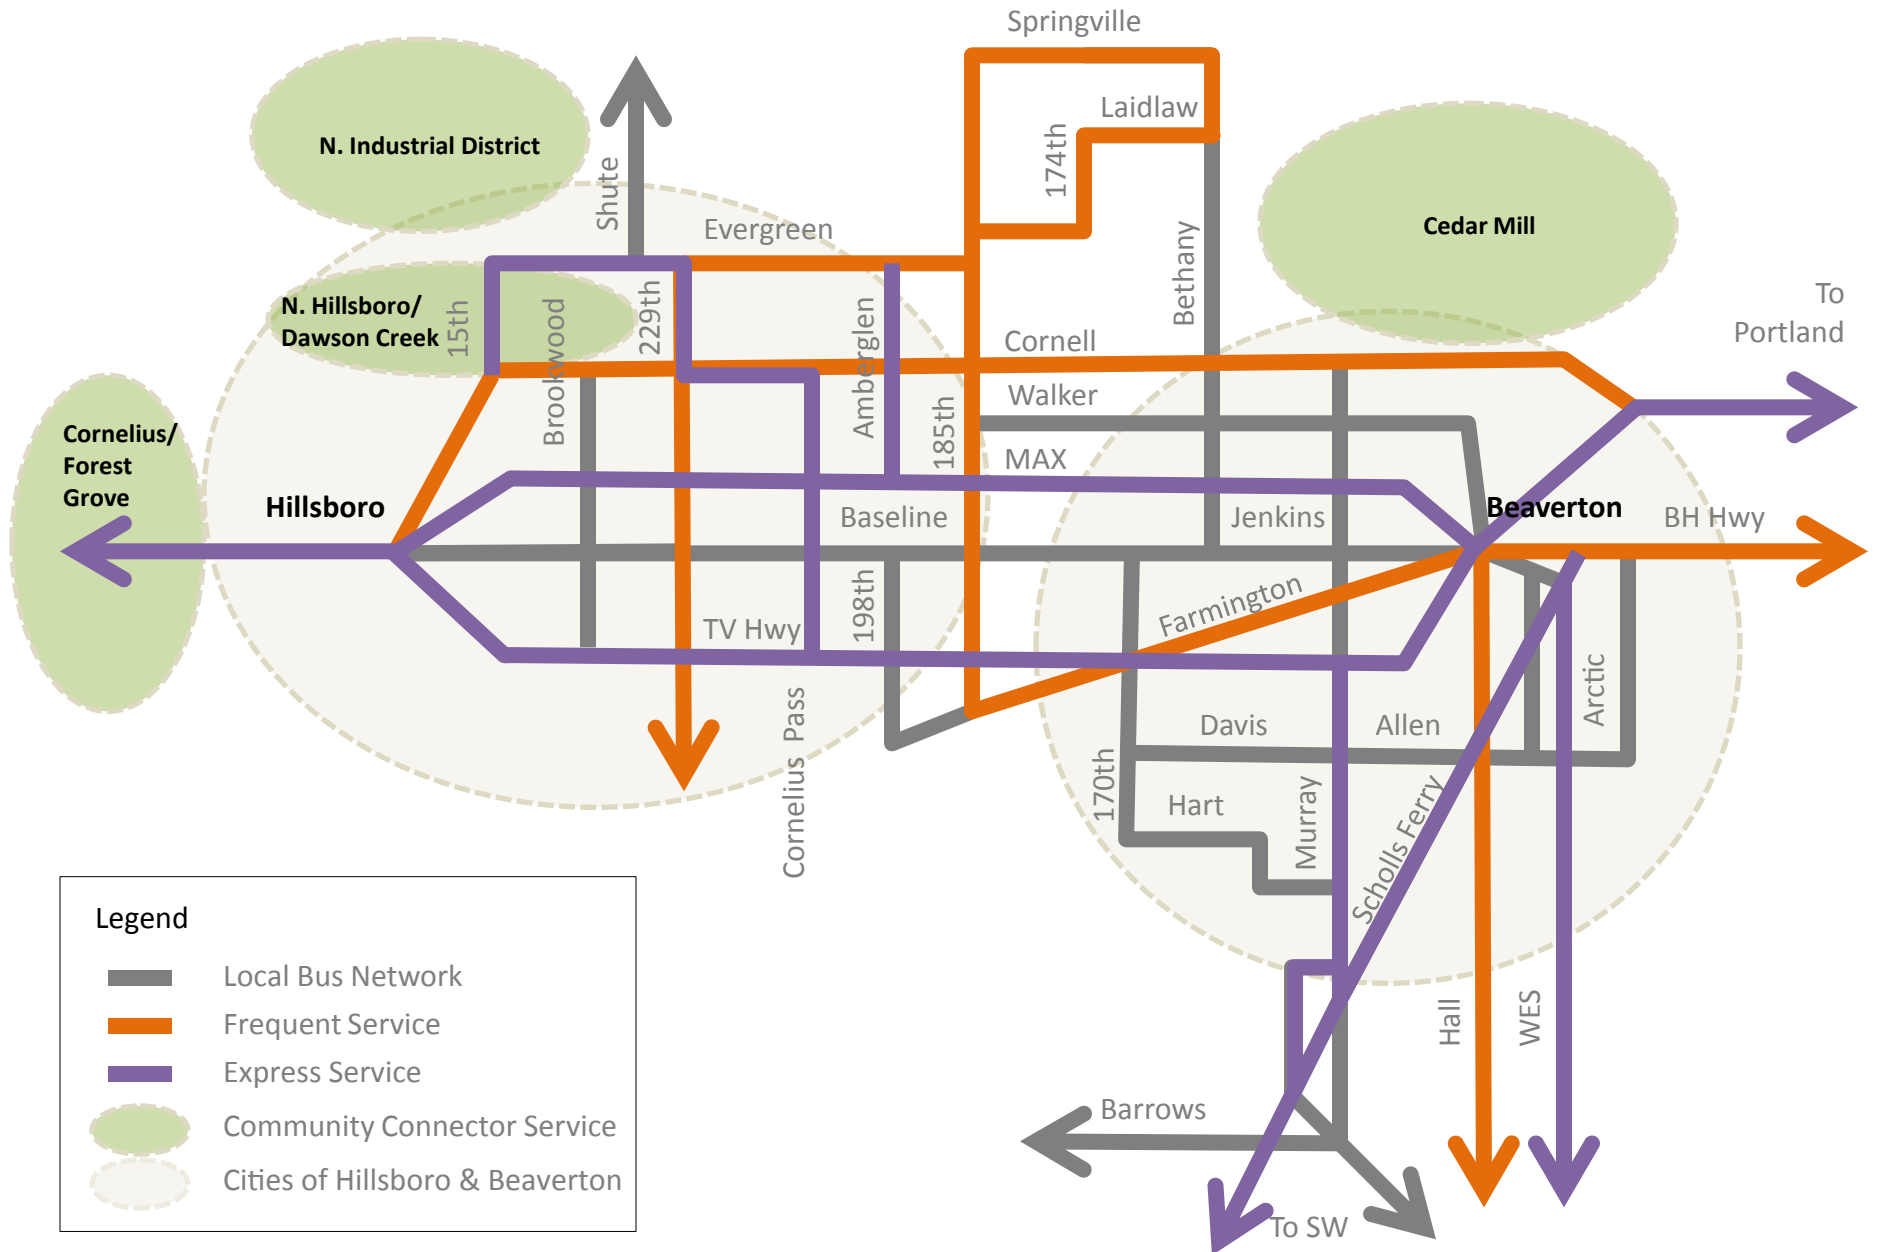 Springville
Laidlaw
174th
N. Industrial District
Shute
Evergreen
Bethany
Cedar Mill
To
Portland
N. Hillsboro/
Dawson Creek
15th
Brookwood
229th
Amberglen
Cornell
Walker
185th
MAX
Cornelius/
Forest
Grove
Hillsboro
Baseline
Jenkins
Beaverton
BH Hwy
198th
TV Hwy
Farmington
Cornelius Pass
Davis
Allen
Arctic
170th
Hart
Murray
Scholls Ferry
Hall
WES
Barrows
To SW
Legend
Local Bus Network
Frequent Service
Express Service
Community Connector Service
Cities of Hillsboro & Beaverton